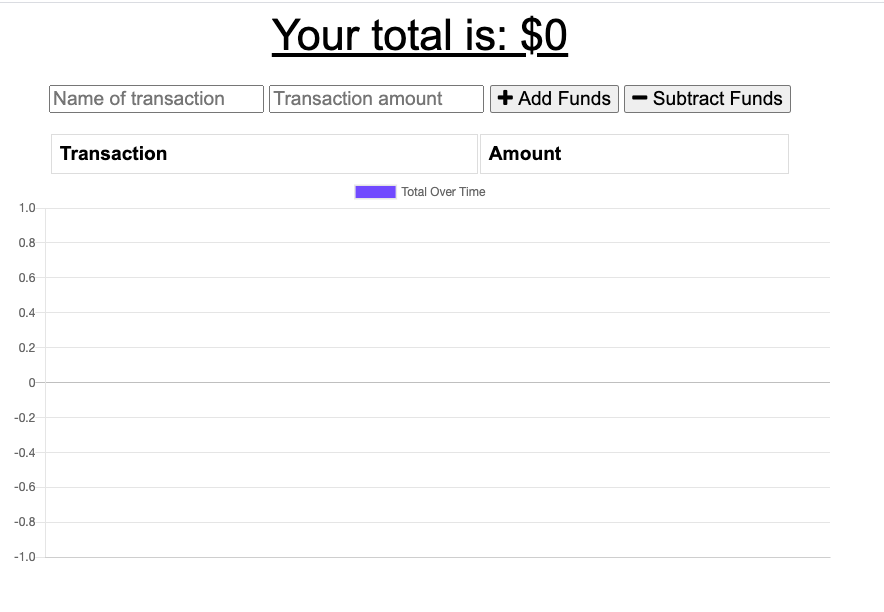 Your total is: $0
Name of transaction Transaction amount Add Funds Subtract Funds
Transaction Amount
Total Over Time
1.0
0.8
0.6
0.4
0.2
0
-0.2
-0.4
-0.6
-0.8
-1.0